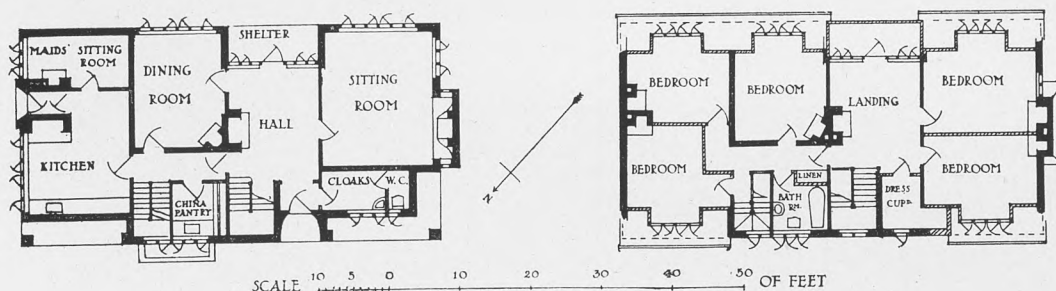 MAIDS' SITTING
ROOM
DINING
ROOM
SHELTER
SITTING
ROOM
HALL
KITCHEN
CHINA
PANTRY
CLOAKS
W.C.
N
BEDROOM
BEDROOM
LANDING
BEDROOM
BEDROOM
BEDROOM
LINEN
BATH
RM.
DRESS
CUPD.
SCALE 10 5 0 10 20 30 40 50 OF FEET